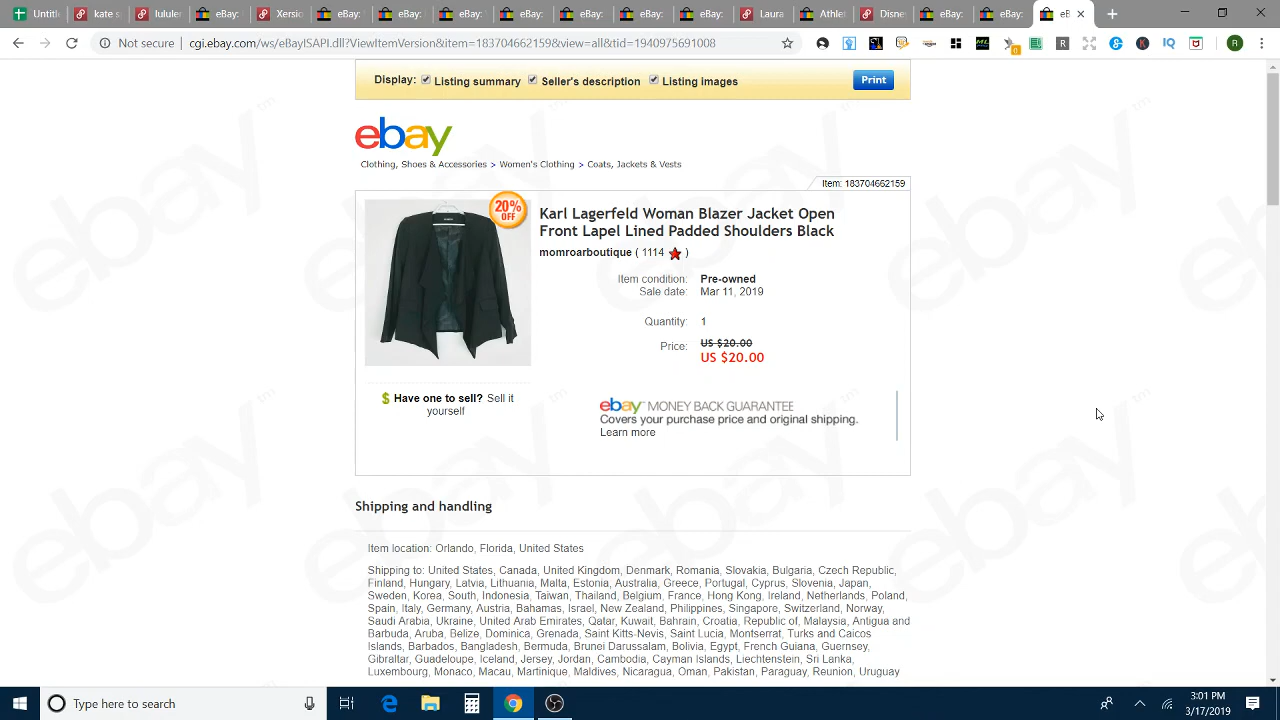 Untitl
kate s
lululer
eBay:
Xersio
eBay:
eBay:
eBay:
eBay:
eBay:
eBay:
eBay:
Laura
Athlet
Disne
eBay:
eBay:
eB
Not secure | cgi.ebay.com/ws/eBayISAPI.dll?ViewItemVersion&item=183704662159&view=all&tid=1940975691008
Display: Listing summary Seller's description Listing images Print
ebay
Clothing, Shoes & Accessories > Women's Clothing > Coats, Jackets & Vests
Item: 183704662159
20% OFF
Karl Lagerfeld Woman Blazer Jacket Open
Front Lapel Lined Padded Shoulders Black
momroarboutique ( 1114 )
Item condition: Pre-owned
Sale date: Mar 11, 2019
Quantity: 1
Price: US $20.00
US $20.00
$ Have one to sell? Sell it
yourself
ebay MONEY BACK GUARANTEE
Covers your purchase price and original shipping.
Learn more
Shipping and handling
Item location: Orlando, Florida, United States
Shipping to: United States, Canada, United Kingdom, Denmark, Romania, Slovakia, Bulgaria, Czech Republic,
Finland, Hungary, Latvia, Lithuania, Malta, Estonia, Australia, Greece, Portugal, Cyprus, Slovenia, Japan,
Sweden, Korea, South, Indonesia, Taiwan, Thailand, Belgium, France, Hong Kong, Ireland, Netherlands, Poland,
Spain, Italy, Germany, Austria, Bahamas, Israel, New Zealand, Philippines, Singapore, Switzerland, Norway,
Saudi Arabia, Ukraine, United Arab Emirates, Qatar, Kuwait, Bahrain, Croatia, Republic of, Malaysia, Antigua and
Barbuda, Aruba, Belize, Dominica, Grenada, Saint Kitts-Nevis, Saint Lucia, Montserrat, Turks and Caicos
Islands, Barbados, Bangladesh, Bermuda, Brunei Darussalam, Bolivia, Egypt, French Guiana, Guernsey,
Gibraltar, Guadeloupe, Iceland, Jersey, Jordan, Cambodia, Cayman Islands, Liechtenstein, Sri Lanka,
Luxembourg, Monaco, Macau, Martinique, Maldives, Nicaragua, Oman, Pakistan, Paraguay, Reunion, Uruguay
Type here to search
3:01 PM
3/17/2019